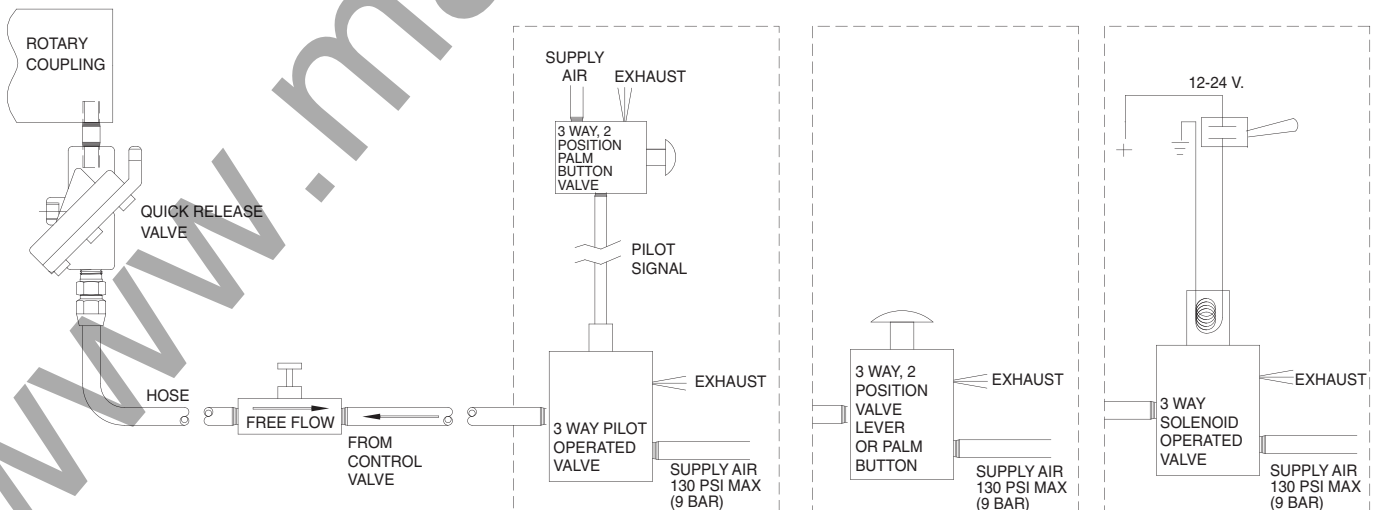 ROTARY
COUPLING
QUICK RELEASE
VALVE
HOSE
FREE FLOW
FROM
CONTROL
VALVE
SUPPLY
AIR
EXHAUST
3 WAY, 2
POSITION
PALM
BUTTON
VALVE
PILOT
SIGNAL
3 WAY PILOT
OPERATED
VALVE
EXHAUST
SUPPLY AIR
130 PSI MAX
(9 BAR)
3 WAY, 2
POSITION
VALVE
LEVER
OR PALM
BUTTON
EXHAUST
SUPPLY AIR
130 PSI MAX
(9 BAR)
12-24 V.
+
3 WAY
SOLENOID
OPERATED
VALVE
EXHAUST
SUPPLY AIR
130 PSI MAX
(9 BAR)
www.m